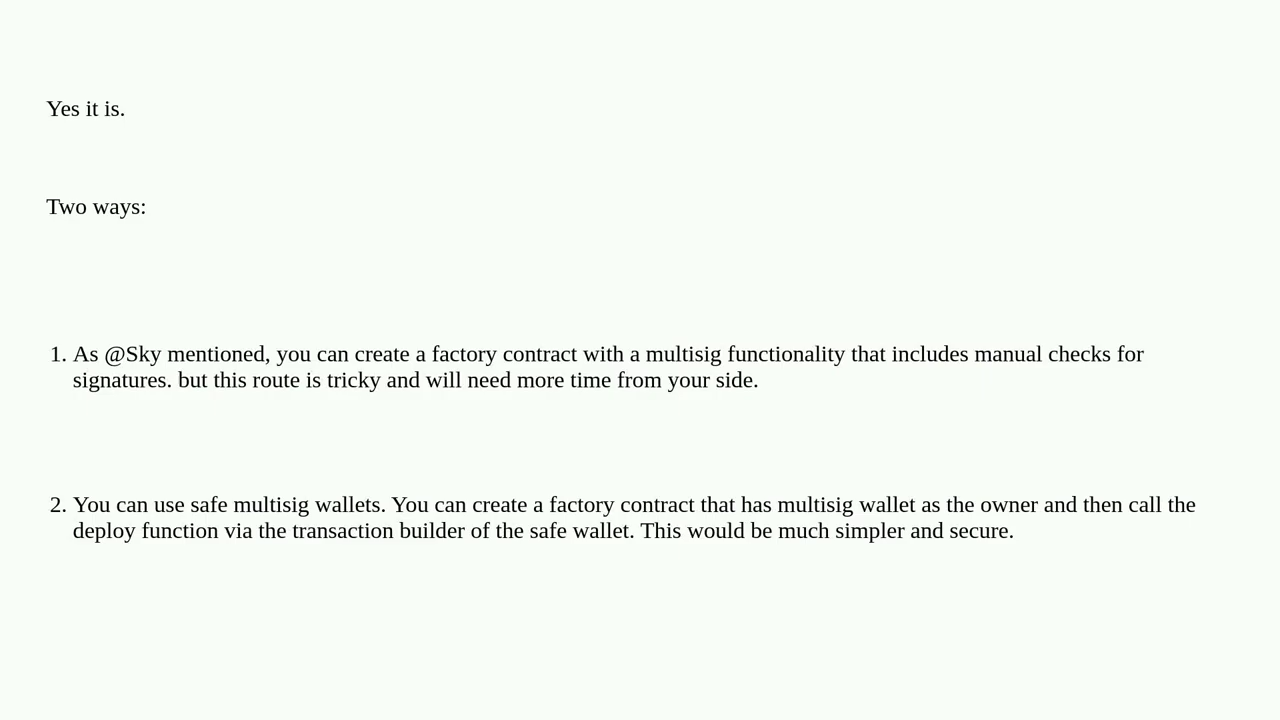 Yes it is.
Two ways:
1. As @Sky mentioned, you can create a factory contract with a multisig functionality that includes manual checks for
signatures. but this route is tricky and will need more time from your side.
2. You can use safe multisig wallets. You can create a factory contract that has multisig wallet as the owner and then call the
deploy function via the transaction builder of the safe wallet. This would be much simpler and secure.